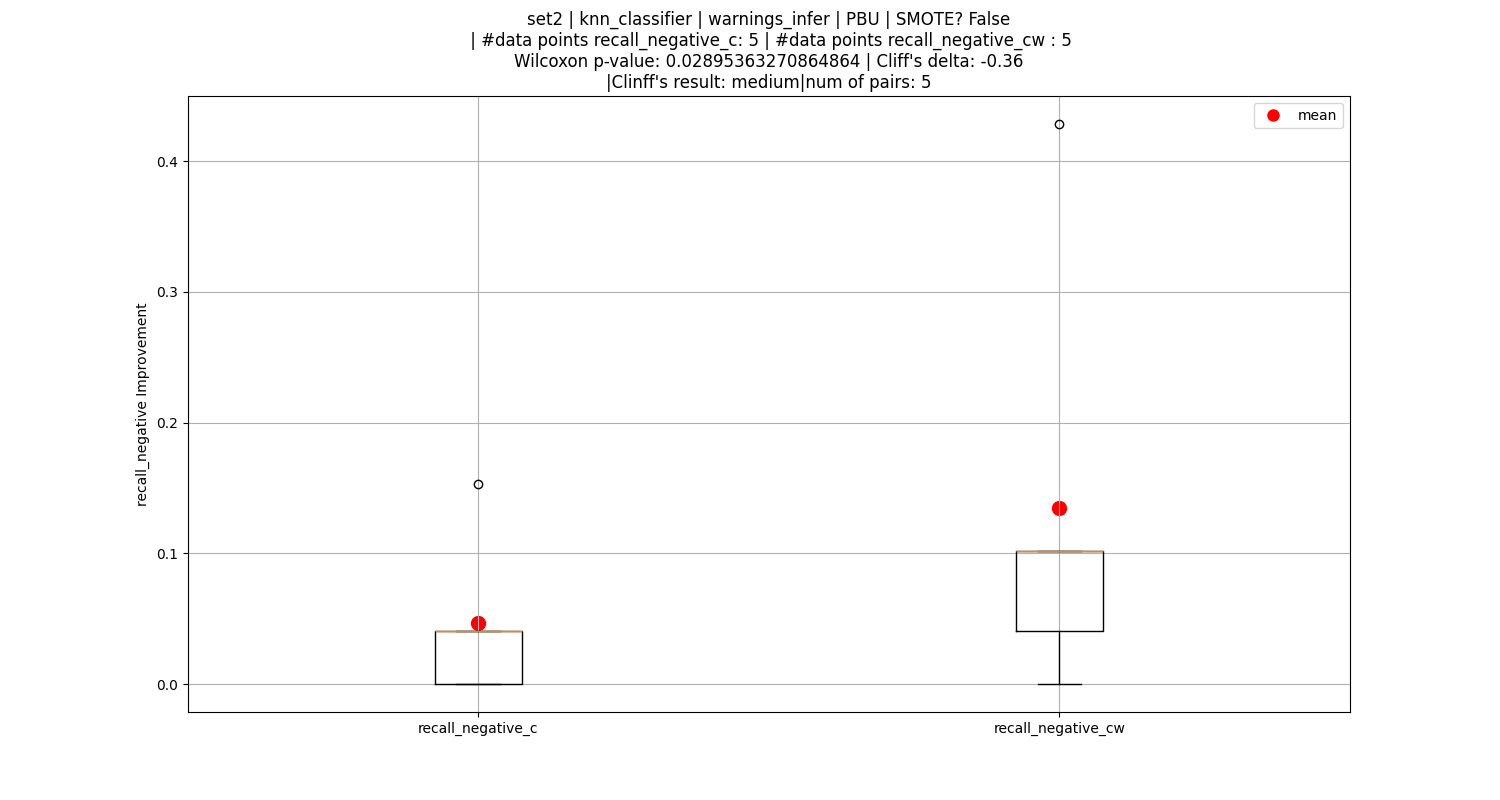 set2 | knn_classifier | warnings_infer | PBU | SMOTE? False
| #data points recall_negative_c: 5 | #data points recall_negative_cw : 5
Wilcoxon p-value: 0.02895363270864864 | Cliff's delta: -0.36
|Clinff's result: medium|num of pairs: 5
mean
recall_negative Improvement
0.4
0.3
0.2
0.1
0.0
recall_negative_c
recall_negative_cw